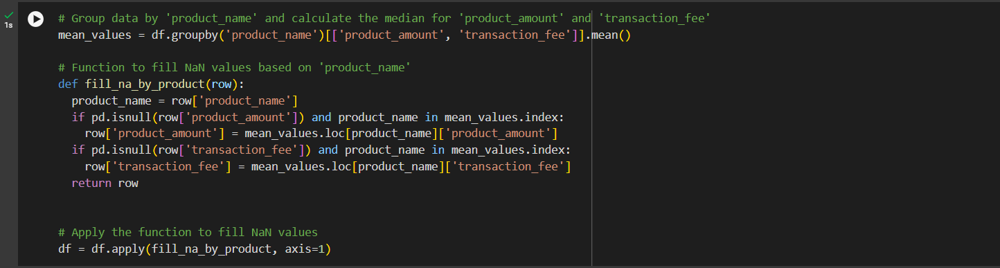 # Group data by 'product_name' and calculate the median for 'product_amount' and 'transaction_fee'
1s
mean_values = df.groupby('product_name')[['product_amount', 'transaction_fee']].mean()
# Function to fill NaN values based on 'product_name'
def fill_na_by_product(row):
  product_name = row['product_name']
  if pd.isnull(row['product_amount']) and product_name in mean_values.index:
    row['product_amount'] = mean_values.loc[product_name]['product_amount']
  if pd.isnull(row['transaction_fee']) and product_name in mean_values.index:
    row['transaction_fee'] = mean_values.loc[product_name]['transaction_fee']
  return row
# Apply the function to fill NaN values
df = df.apply(fill_na_by_product, axis=1)